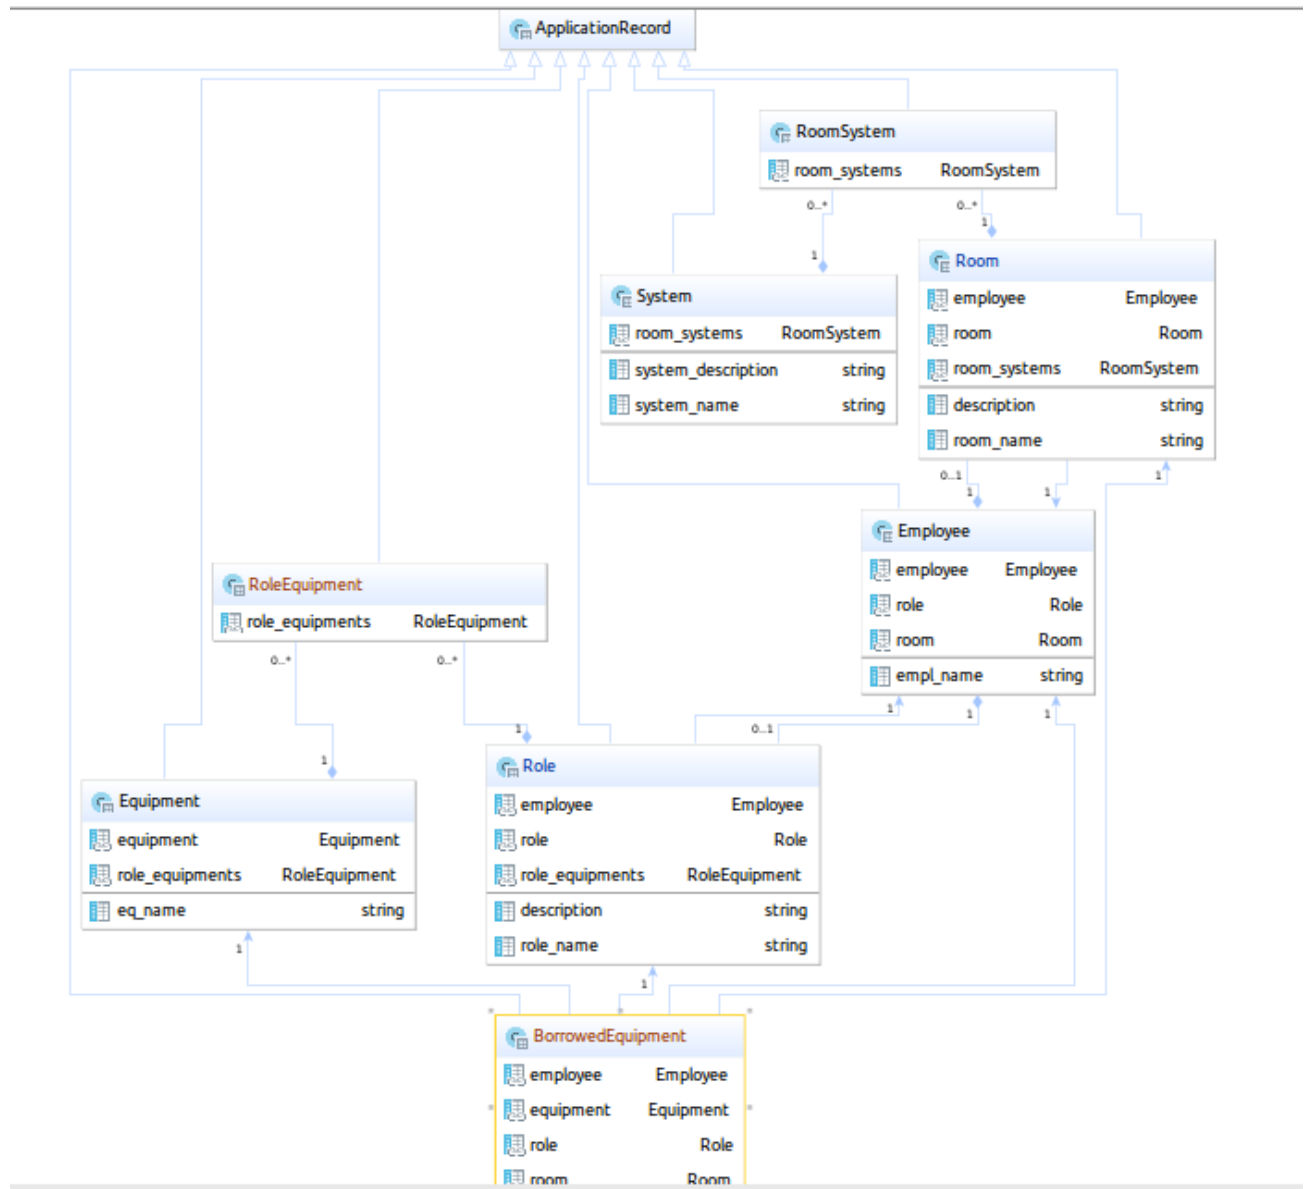 ApplicationRecord
RoomSystem
room_systems RoomSystem
0..* 0..*
1
1
Room
employee Employee
room Room
room_systems RoomSystem
description string
room_name string
System
room_systems RoomSystem
system_description string
system_name string
0..1 1
1 1
Employee
employee Employee
role Role
room Room
empl_name string
1 1 1
0..1
RoleEquipment
role_equipments RoleEquipment
0..* 0..*
1
1
Role
employee Employee
role Role
role_equipments RoleEquipment
description string
role_name string
Equipment
equipment Equipment
role_equipments RoleEquipment
eq_name string
1
1
BorrowedEquipment
employee Employee
equipment Equipment
role Role
room Room